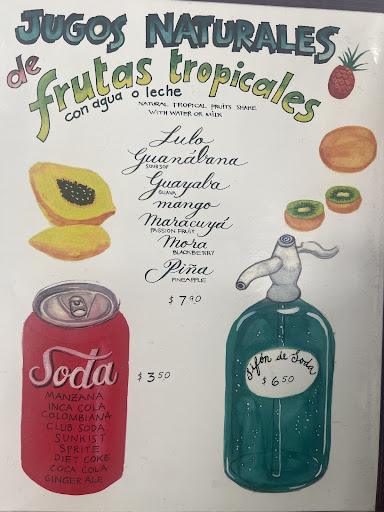 JUGOS NATURALES
de frutas tropicales
con agua o leche
NATURAL TROPICAL FRUITS SHAKE
WITH WATER OR MILK
Lulo
Guanábana
SOURSOP
Guayaba
GUAVA
mango
Maracuyá
PASSION FRUIT
Mora
BLACKBERRY
Piña
PINEAPPLE
$ 7.90
Soda
$ 3.50
MANZANA
INCA COLA
COLOMBIANA
CLUB SODA
SUNKIST
SPRITE
DIET COKE
COCA COLA
GINGER ALE
Sifón de Soda
$ 6.50